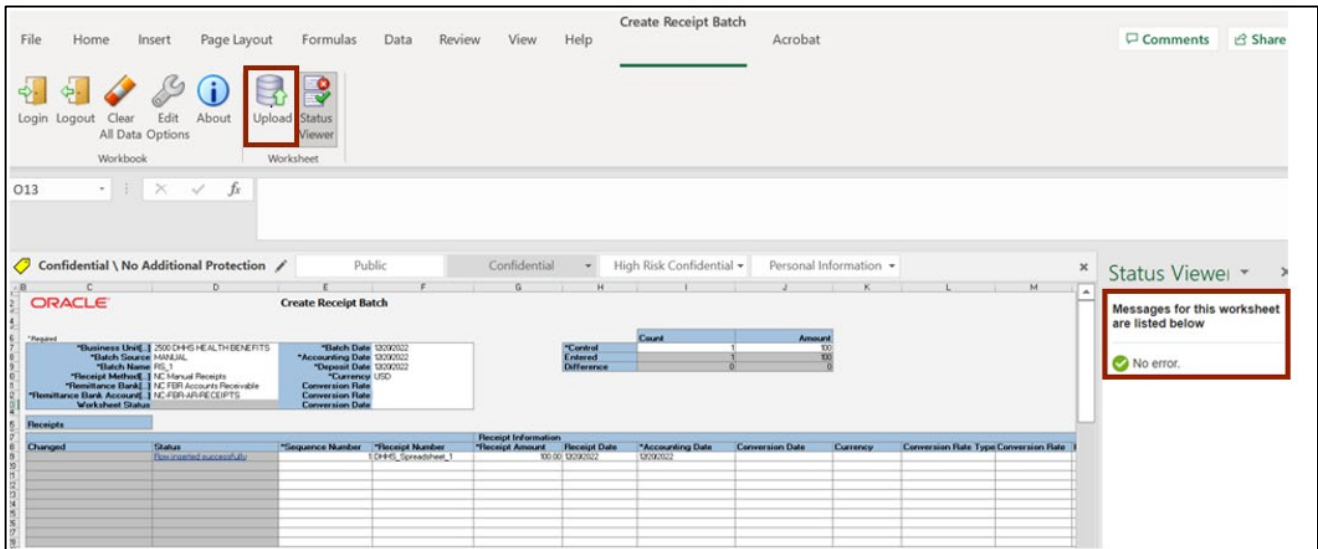 Create Receipt Batch
File Home Insert Page Layout Formulas Data Review View Help Acrobat Comments Share
Login Logout Clear All Data Edit Options About Upload Status Viewer
Workbook Worksheet
O13 fx
Confidential \ No Additional Protection Public Confidential High Risk Confidential Personal Information
Status Viewer
B C D E F G H I J K L M
ORACLE Create Receipt Batch
Messages for this worksheet
are listed below
No error.
*Required Count Amount
*Business Unit[..] 2500 DHHS HEALTH BENEFITS *Batch Date 12/20/2022 *Control 1 100
*Batch Source MANUAL *Accounting Date 12/20/2022 Entered 1 100
*Batch Name RS_1 *Deposit Date 12/20/2022 Difference 0 0
*Receipt Method[..] NC Manual Receipts *Currency USD
*Remittance Bank[..] NC FBR Accounts Receivable Conversion Rate
*Remittance Bank Account[..] NC-FBR-AR-RECEIPTS Conversion Rate
Worksheet Status Conversion Date
Receipts
Receipt Information
Changed Status *Sequence Number *Receipt Number *Receipt Amount Receipt Date *Accounting Date Conversion Date Currency Conversion Rate Type Conversion Rate
Row inserted successfully 1 DHHS_Spreadsheet_1 100.00 12/20/2022 12/20/2022